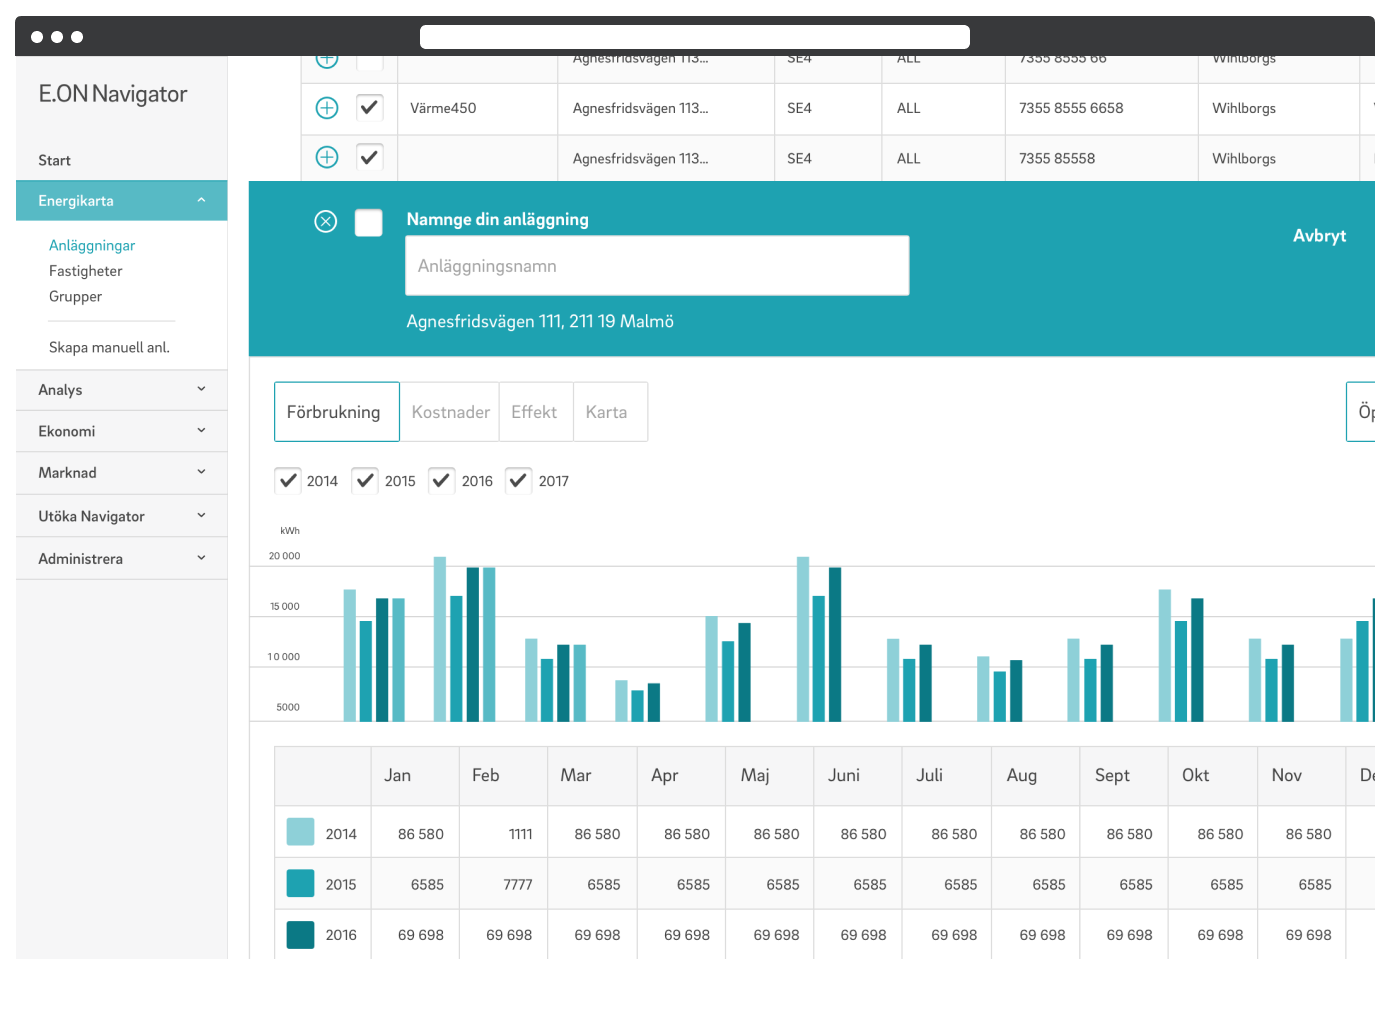 E.ON Navigator
Start
Energikarta
Anläggningar
Fastigheter
Grupper
Skapa manuell anl.
Analys
Ekonomi
Marknad
Utöka Navigator
Administrera
Agnesfridsvägen 113... SE4 ALL 7355 8555 66 Wihlborgs
Värme450 Agnesfridsvägen 113... SE4 ALL 7355 8555 6658 Wihlborgs
Agnesfridsvägen 113... SE4 ALL 7355 85558 Wihlborgs
Namnge din anläggning
Avbryt
Anläggningsnamn
Agnesfridsvägen 111, 211 19 Malmö
Förbrukning Kostnader Effekt Karta
2014 2015 2016 2017
kWh
20 000
15 000
10 000
5000
Jan Feb Mar Apr Maj Juni Juli Aug Sept Okt Nov
2014 86 580 1111 86 580 86 580 86 580 86 580 86 580 86 580 86 580 86 580 86 580
2015 6585 7777 6585 6585 6585 6585 6585 6585 6585 6585 6585
2016 69 698 69 698 69 698 69 698 69 698 69 698 69 698 69 698 69 698 69 698 69 698